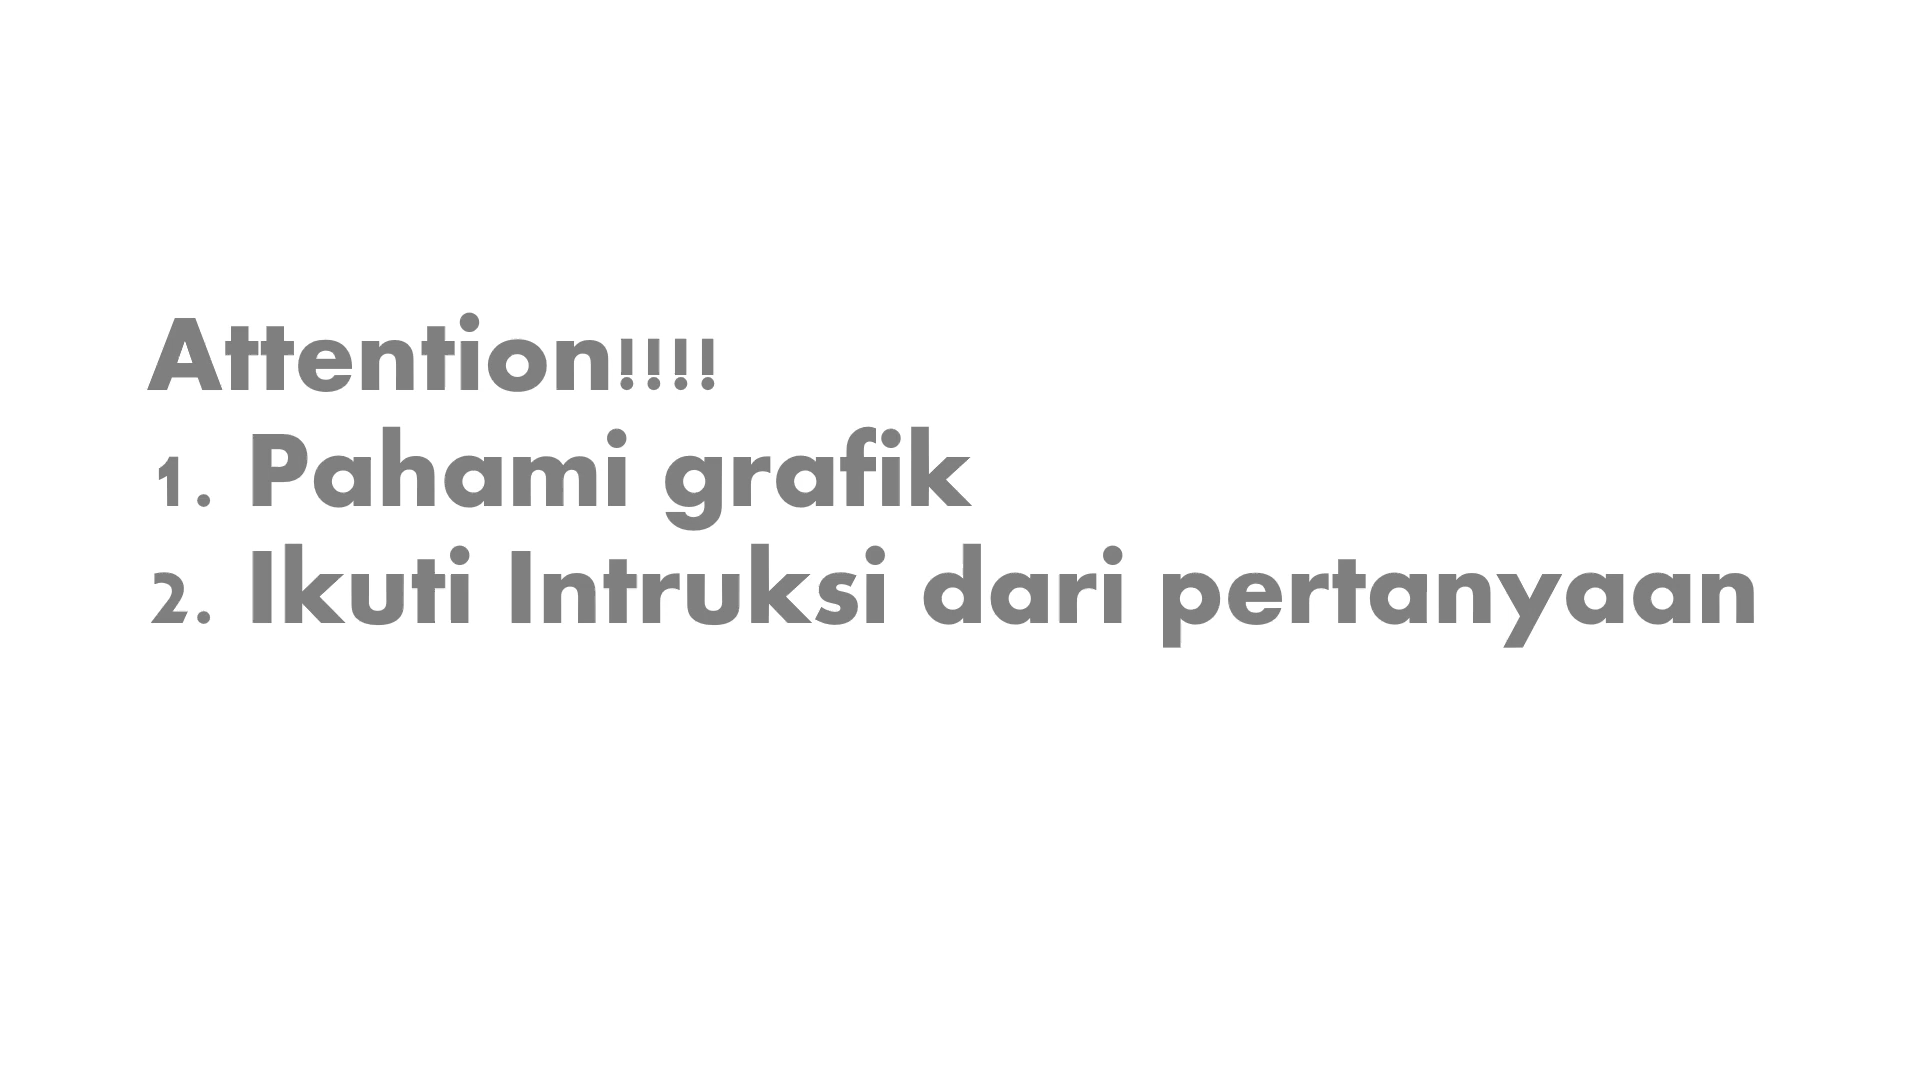 Attention!!!!
1. Pahami grafik
2. Ikuti Intruksi dari pertanyaan